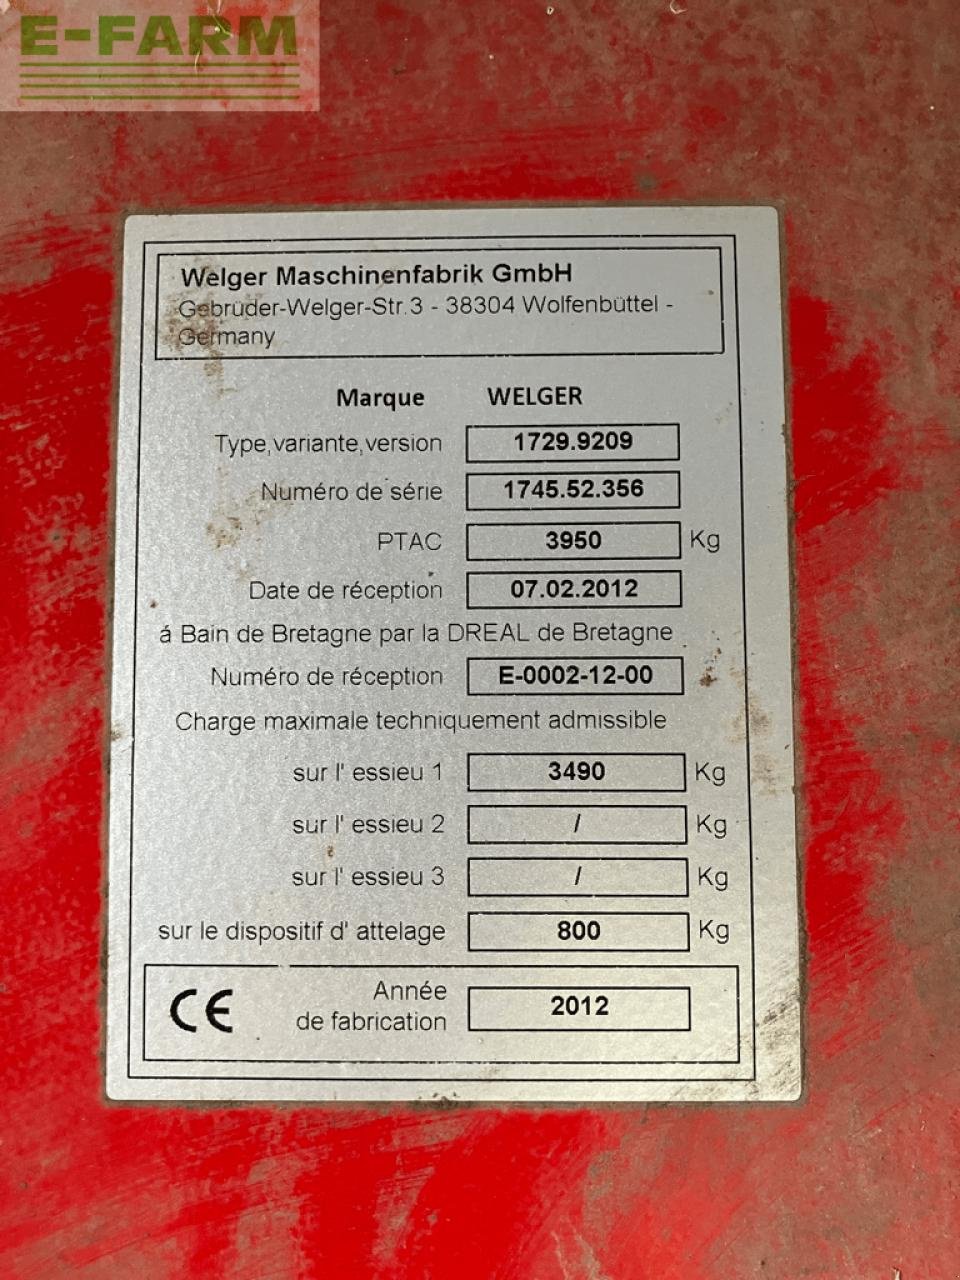 E-FARM
Welger Maschinenfabrik GmbH
Gebrüder-Welger-Str.3 - 38304 Wolfenbüttel -
Germany
Marque WELGER
Type,variante,version 1729.9209
Numéro de série 1745.52.356
PTAC 3950 Kg
Date de réception 07.02.2012
á Bain de Bretagne par la DREAL de Bretagne
Numéro de réception E-0002-12-00
Charge maximale techniquement admissible
sur l' essieu 1 3490 Kg
sur l' essieu 2 / Kg
sur l' essieu 3 / Kg
sur le dispositif d' attelage 800 Kg
CE Année
de fabrication 2012